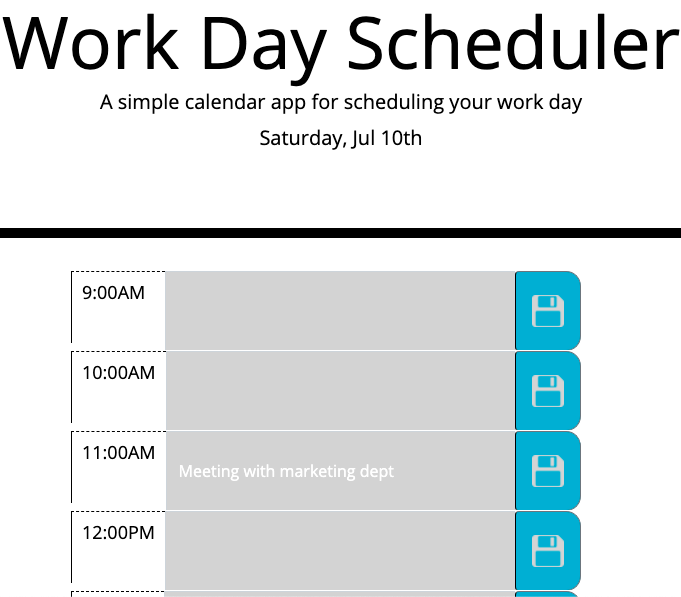 Work Day Scheduler
A simple calendar app for scheduling your work day
Saturday, Jul 10th
9:00AM
10:00AM
11:00AM
Meeting with marketing dept
12:00PM